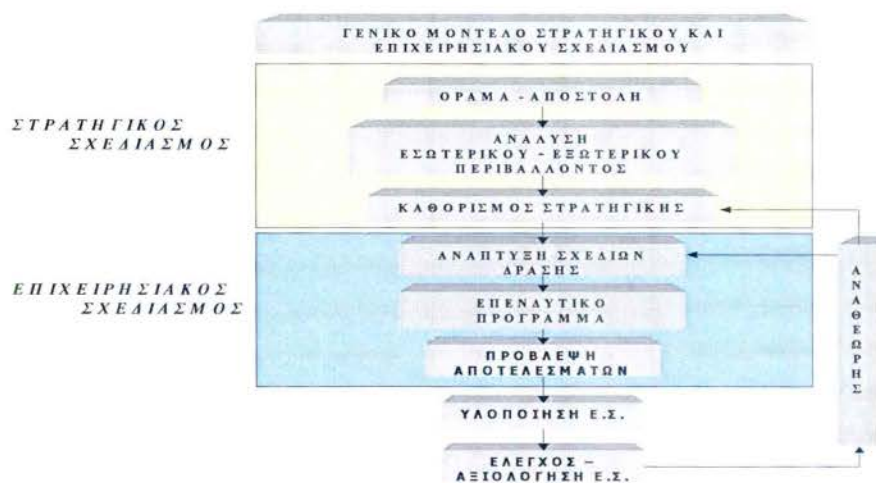 ΓΕΝΙΚΟ ΜΟΝΤΕΛΟ ΣΤΡΑΤΗΓΙΚΟΥ ΚΑΙ
ΕΠΙΧΕΙΡΗΣΙΑΚΟΥ ΣΧΕΔΙΑΣΜΟΥ
ΣΤΡΑΤΗΓΙΚΟΣ
ΣΧΕΔΙΑΣΜΟΣ
ΟΡΑΜΑ - ΑΠΟΣΤΟΛΗ
ΑΝΑΛΥΣΗ
ΕΣΩΤΕΡΙΚΟΥ - ΕΞΩΤΕΡΙΚΟΥ
ΠΕΡΙΒΑΛΛΟΝΤΟΣ
ΚΑΘΟΡΙΣΜΟΣ ΣΤΡΑΤΗΓΙΚΗΣ
ΕΠΙΧΕΙΡΗΣΙΑΚΟΣ
ΣΧΕΔΙΑΣΜΟΣ
ΑΝΑΠΤΥΞΗ ΣΧΕΔΙΩΝ
ΔΡΑΣΗΣ
ΕΠΕΝΔΥΤΙΚΟ
ΠΡΟΓΡΑΜΜΑ
ΠΡΟΒΛΕΨΗ
ΑΠΟΤΕΛΕΣΜΑΤΩΝ
ΥΛΟΠΟΙΗΣΗ Ε.Σ.
ΕΛΕΓΧΟΣ –
ΑΞΙΟΛΟΓΗΣΗ Ε.Σ.
ΑΝΑΘΕΩΡΗΣ